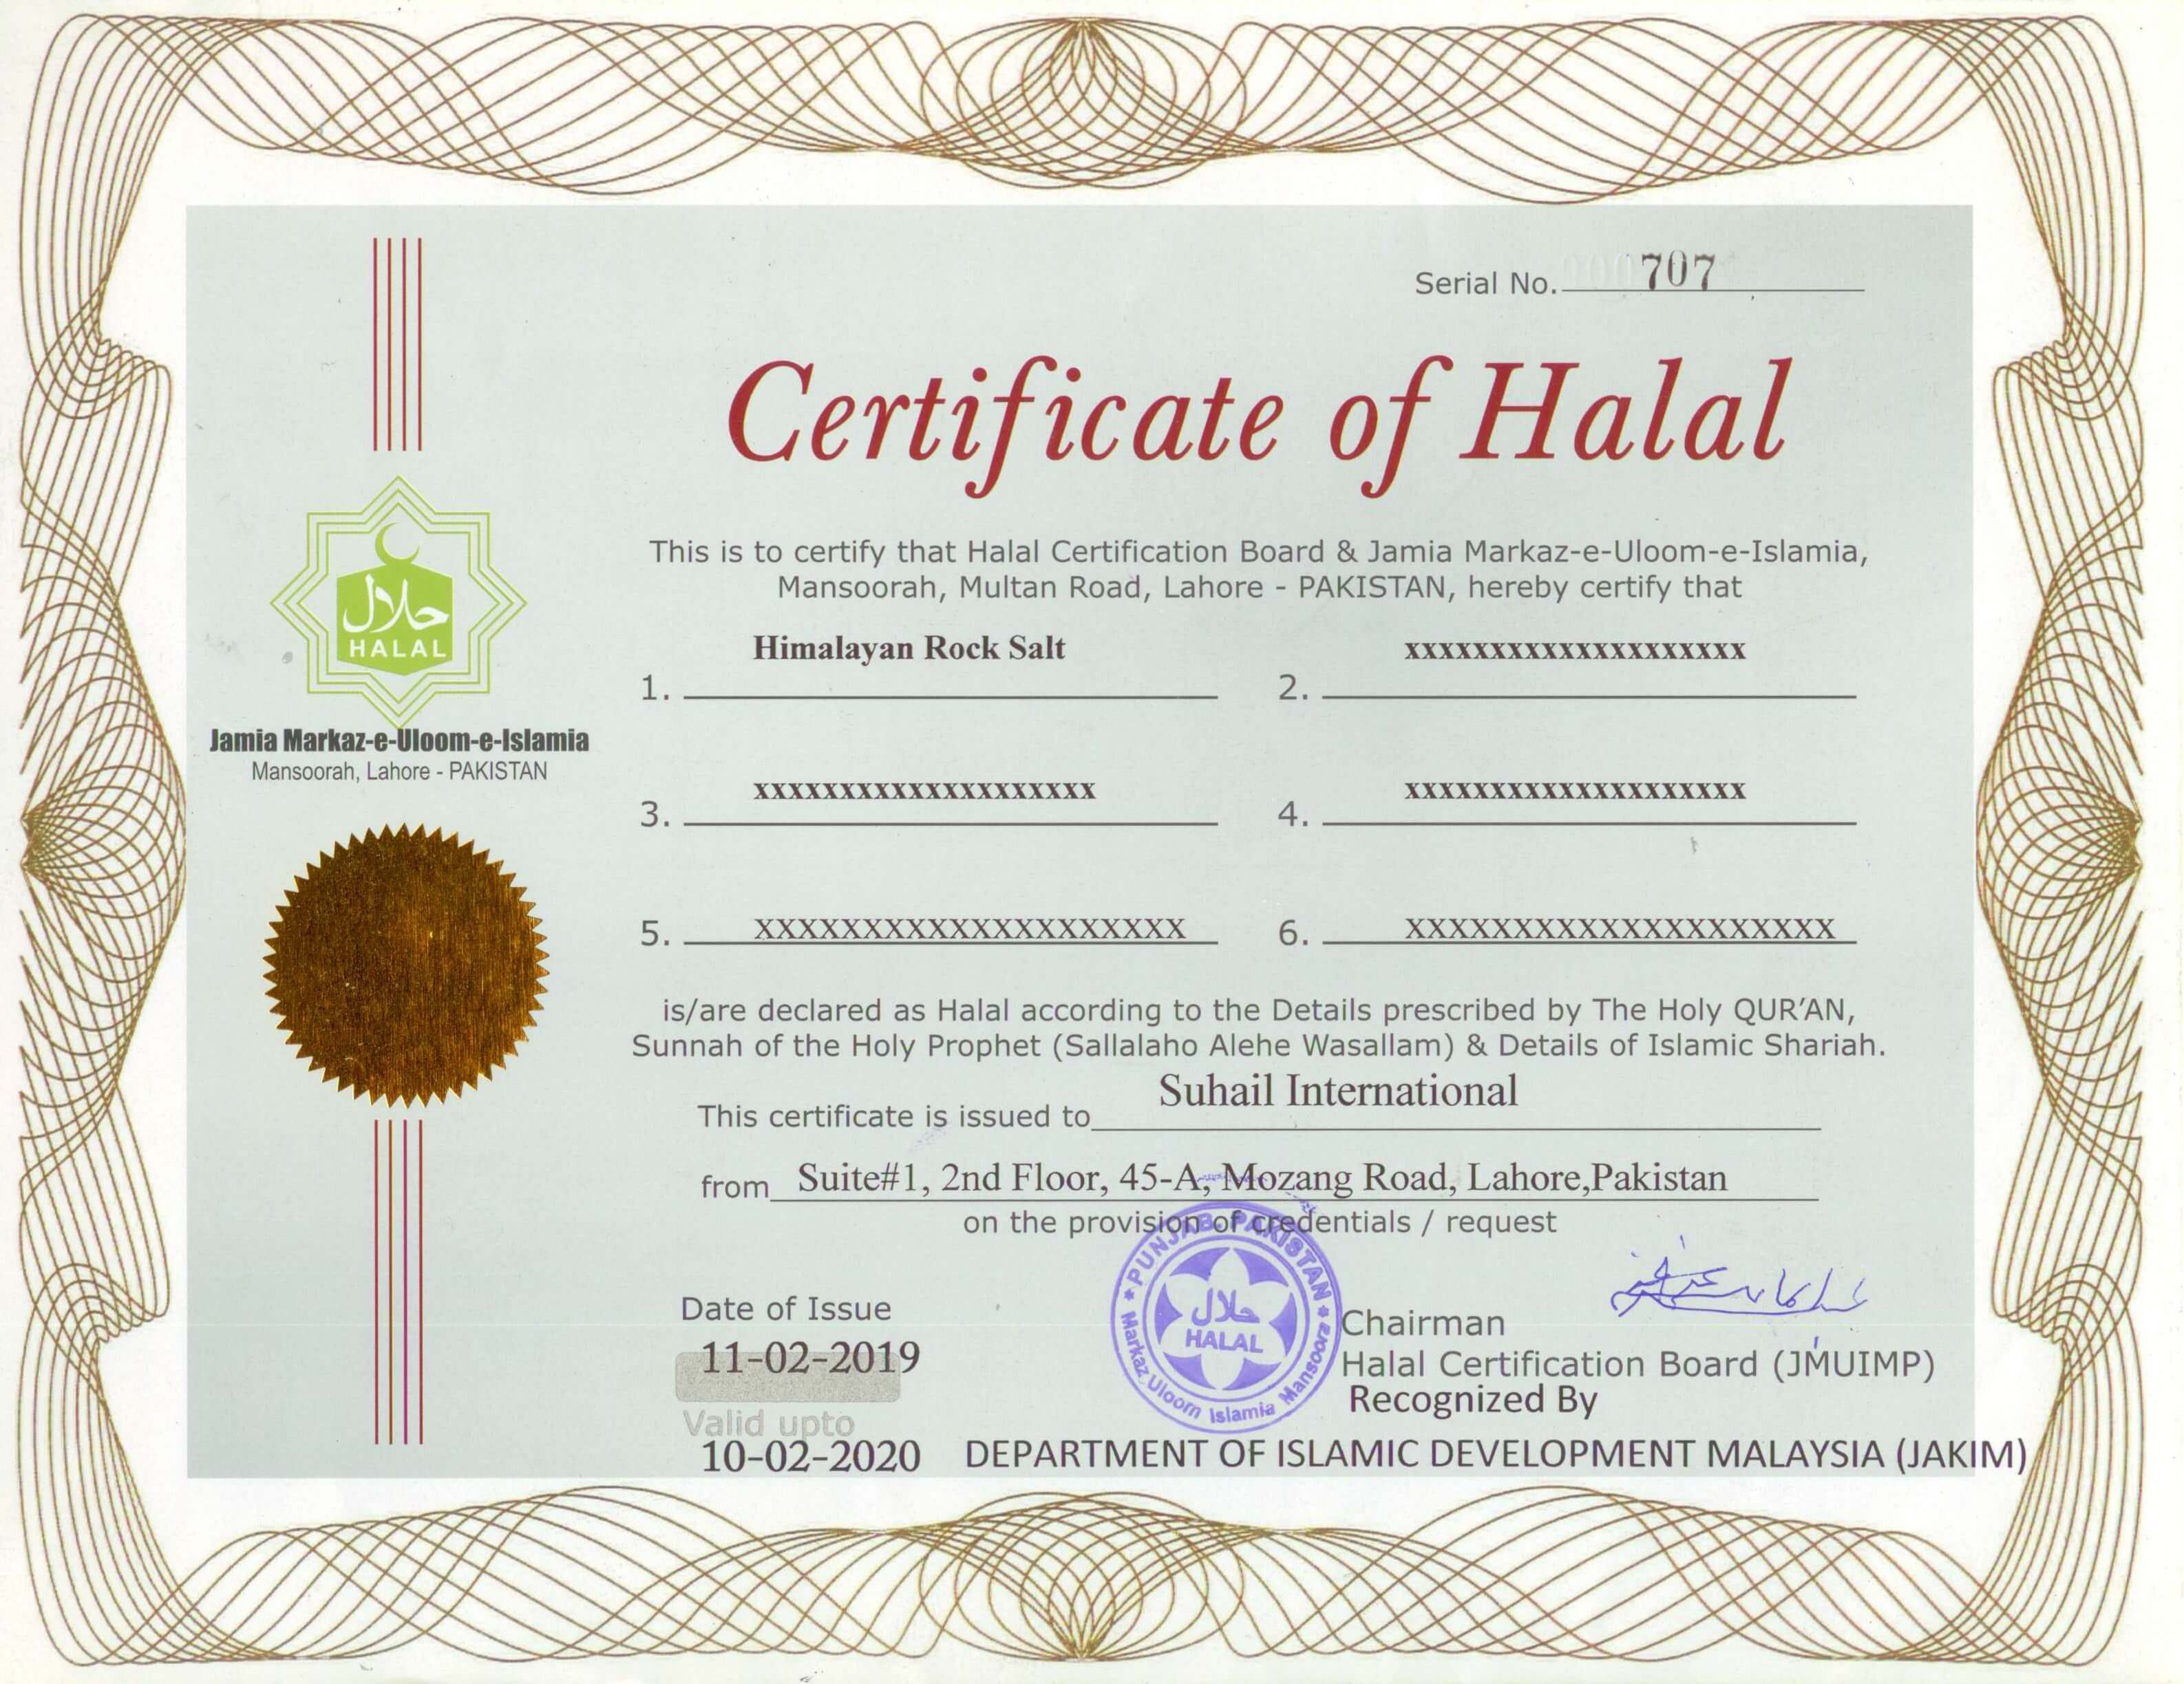 Serial No. 000707
Certificate of Halal
This is to certify that Halal Certification Board & Jamia Markaz-e-Uloom-e-Islamia,
Mansoorah, Multan Road, Lahore - PAKISTAN, hereby certify that
حلال
HALAL
Jamia Markaz-e-Uloom-e-Islamia
Mansoorah, Lahore - PAKISTAN
1. Himalayan Rock Salt 2. xxxxxxxxxxxxxxxxxxxx
3. xxxxxxxxxxxxxxxxxxxx 4. xxxxxxxxxxxxxxxxxxxx
5. XXXXXXXXXXXXXXXXXXXX 6. XXXXXXXXXXXXXXXXXXXX
is/are declared as Halal according to the Details prescribed by The Holy QUR'AN,
Sunnah of the Holy Prophet (Sallalaho Alehe Wasallam) & Details of Islamic Shariah.
This certificate is issued to Suhail International
from Suite#1, 2nd Floor, 45-A, Mozang Road, Lahore,Pakistan
on the provision of credentials / request
PUNJAB PAKISTAN
حلال
HALAL
Markaz Uloom Islamia Mansoora
Date of Issue
11-02-2019
Valid upto
10-02-2020
Chairman
Halal Certification Board (JMUIMP)
Recognized By
DEPARTMENT OF ISLAMIC DEVELOPMENT MALAYSIA (JAKIM)